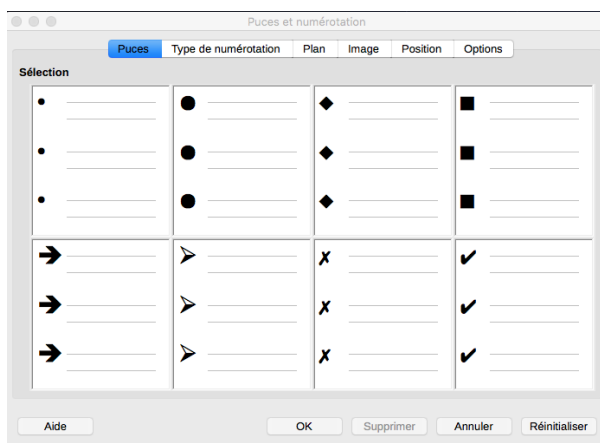 Puces et numérotation
Puces Type de numérotation Plan Image Position Options
Sélection
Aide OK Supprimer Annuler Réinitialiser